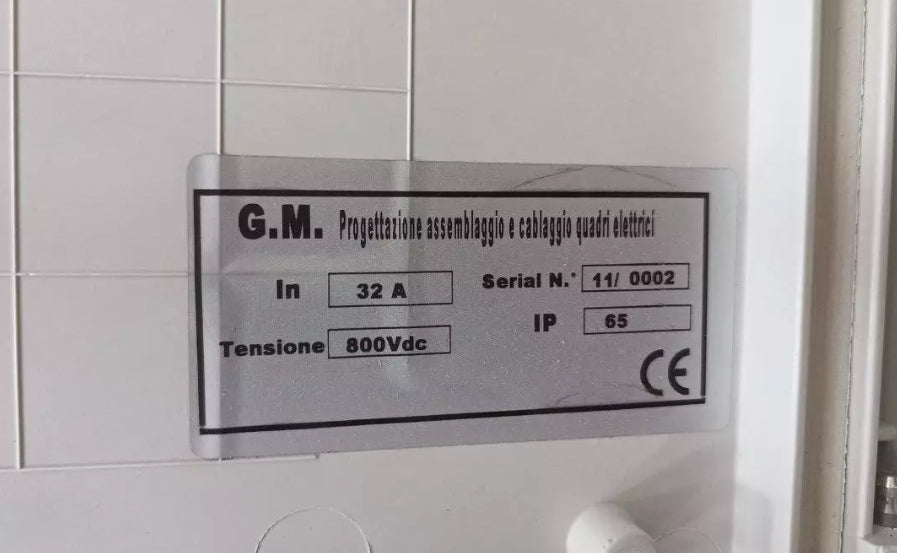 G.M. Progettazione assemblaggio e cablaggio quadri elettrici
In 32 A Serial N.° 11/ 0002
Tensione 800Vdc IP 65
CE